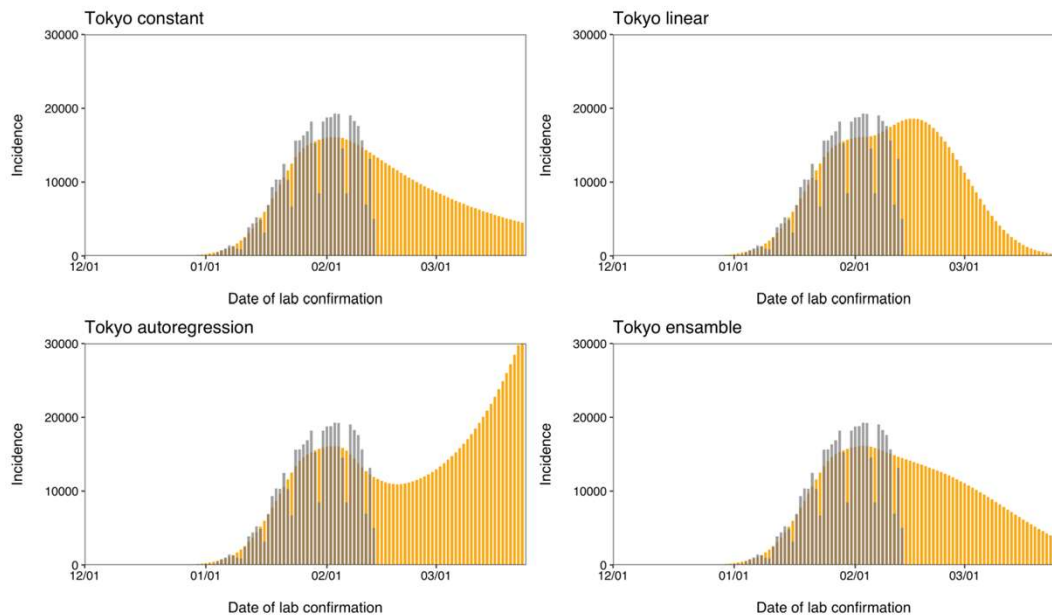 Tokyo constant
30000
20000
10000
0
Incidence
12/01 01/01 02/01 03/01
Date of lab confirmation
Tokyo linear
30000
20000
10000
0
Incidence
12/01 01/01 02/01 03/01
Date of lab confirmation
Tokyo autoregression
30000
20000
10000
0
Incidence
12/01 01/01 02/01 03/01
Date of lab confirmation
Tokyo ensamble
30000
20000
10000
0
Incidence
12/01 01/01 02/01 03/01
Date of lab confirmation